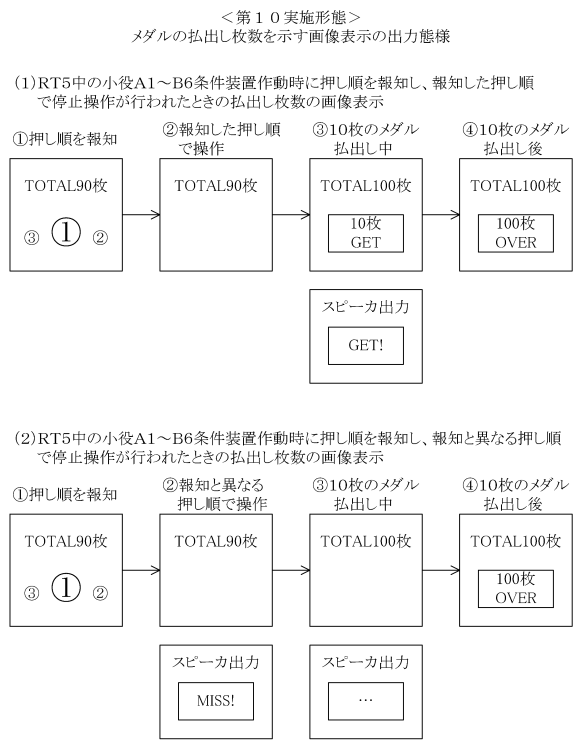 ＜第１０実施形態＞
メダルの払出し枚数を示す画像表示の出力態様
（1）RT5中の小役A1～B6条件装置作動時に押し順を報知し、報知した押し順
で停止操作が行われたときの払出し枚数の画像表示
①押し順を報知
②報知した押し順
で操作
③10枚のメダル
払出し中
④10枚のメダル
払出し後
TOTAL90枚
③ ① ②
TOTAL90枚
TOTAL100枚
10枚
GET
TOTAL100枚
100枚
OVER
スピーカ出力
GET!
（2）RT5中の小役A1～B6条件装置作動時に押し順を報知し、報知と異なる押し順
で停止操作が行われたときの払出し枚数の画像表示
①押し順を報知
②報知と異なる
押し順で操作
③10枚のメダル
払出し中
④10枚のメダル
払出し後
TOTAL90枚
③ ① ②
TOTAL90枚
TOTAL100枚
TOTAL100枚
100枚
OVER
スピーカ出力
MISS!
スピーカ出力
…